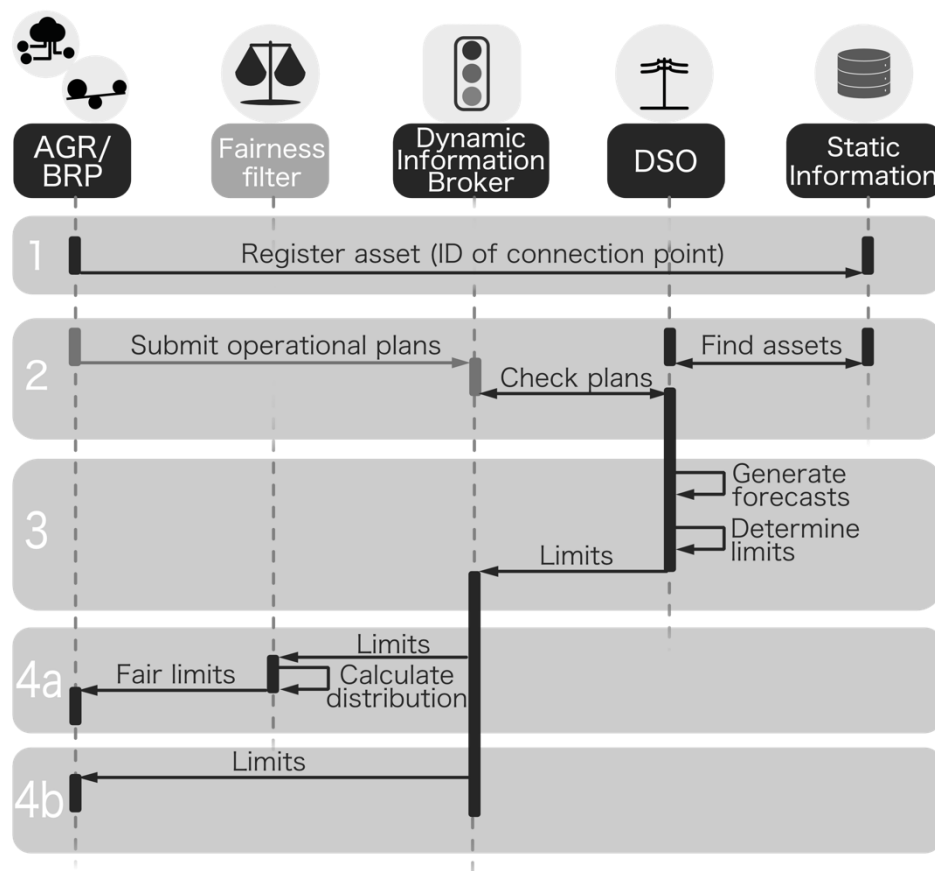 AGR/
BRP
Fairness
filter
Dynamic
Information
Broker
DSO
Static
Information
1
Register asset (ID of connection point)
2
Submit operational plans
Find assets
Check plans
3
Generate
forecasts
Determine
limits
Limits
4a
Limits
Fair limits
Calculate
distribution
4b
Limits